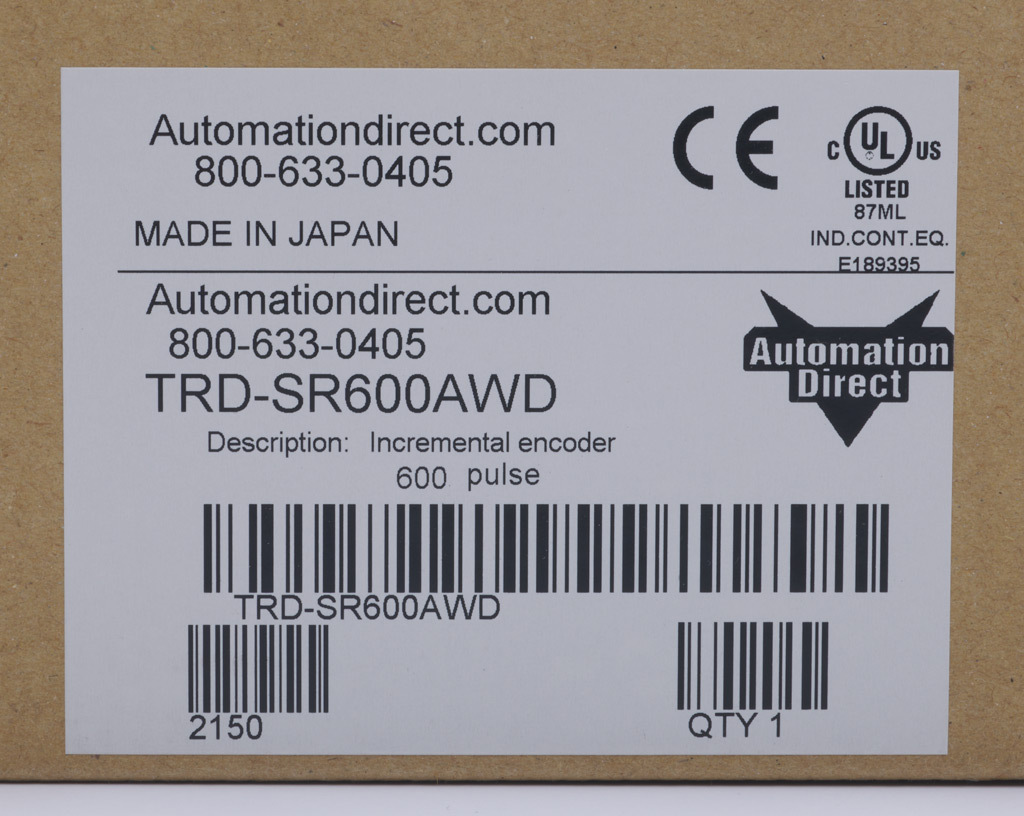 Automationdirect.com
800-633-0405
MADE IN JAPAN
CE
C UL US
LISTED
87ML
IND.CONT.EQ.
E189395
Automationdirect.com
800-633-0405
TRD-SR600AWD
Description: Incremental encoder
600 pulse
Automation
Direct
TRD-SR600AWD
2150
QTY 1